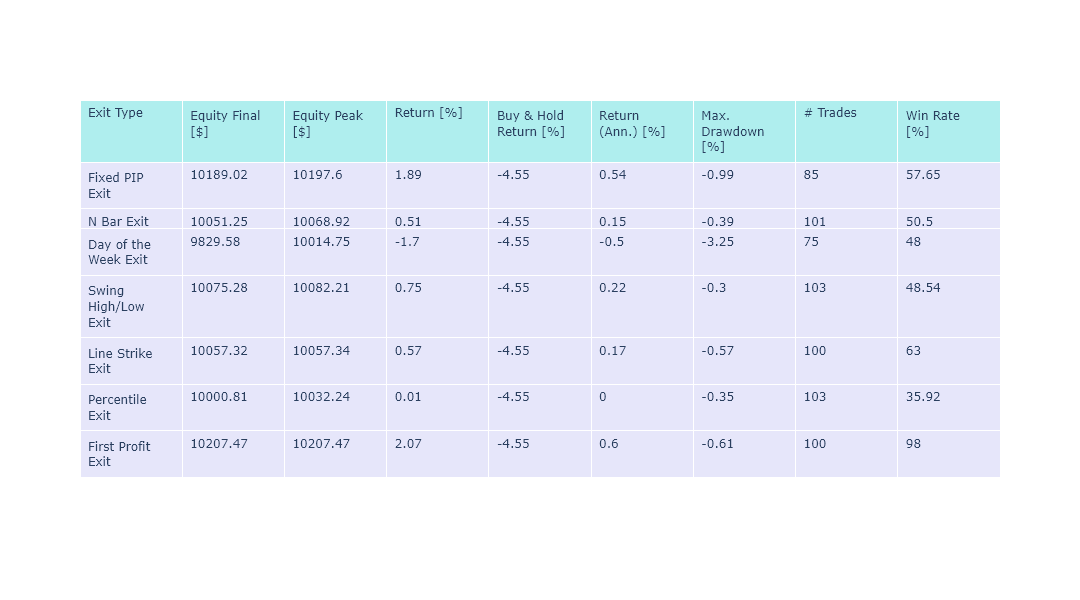 Exit Type Equity Final [$] Equity Peak [$] Return [%] Buy & Hold Return [%] Return (Ann.) [%] Max. Drawdown [%] # Trades Win Rate [%]
Fixed PIP Exit 10189.02 10197.6 1.89 -4.55 0.54 -0.99 85 57.65
N Bar Exit 10051.25 10068.92 0.51 -4.55 0.15 -0.39 101 50.5
Day of the Week Exit 9829.58 10014.75 -1.7 -4.55 -0.5 -3.25 75 48
Swing High/Low Exit 10075.28 10082.21 0.75 -4.55 0.22 -0.3 103 48.54
Line Strike Exit 10057.32 10057.34 0.57 -4.55 0.17 -0.57 100 63
Percentile Exit 10000.81 10032.24 0.01 -4.55 0 -0.35 103 35.92
First Profit Exit 10207.47 10207.47 2.07 -4.55 0.6 -0.61 100 98